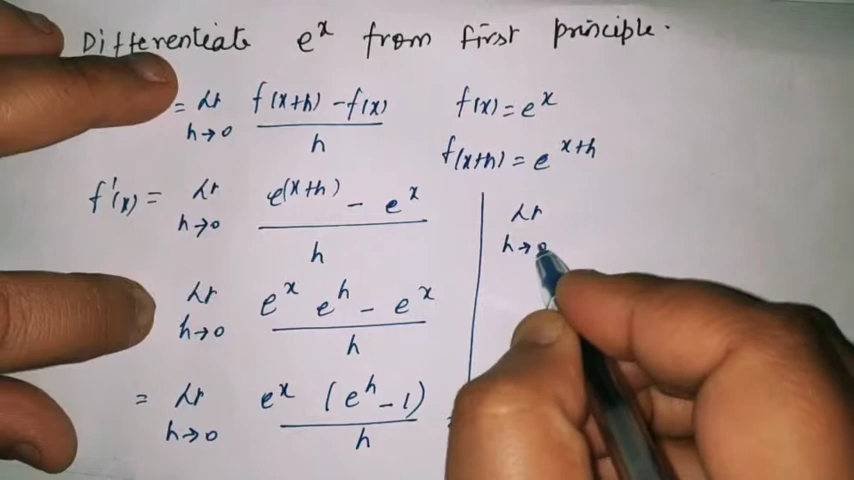 Differentiate e^x from first principle.
= Lt h→0 f(x+h) - f(x) / h
f(x) = e^x
f(x+h) = e^x+h
f'(x) = Lt h→0 e^(x+h) - e^x / h
Lt h→0 e^x e^h - e^x / h
= Lt h→0 e^x (e^h - 1) / h
Lt h→0